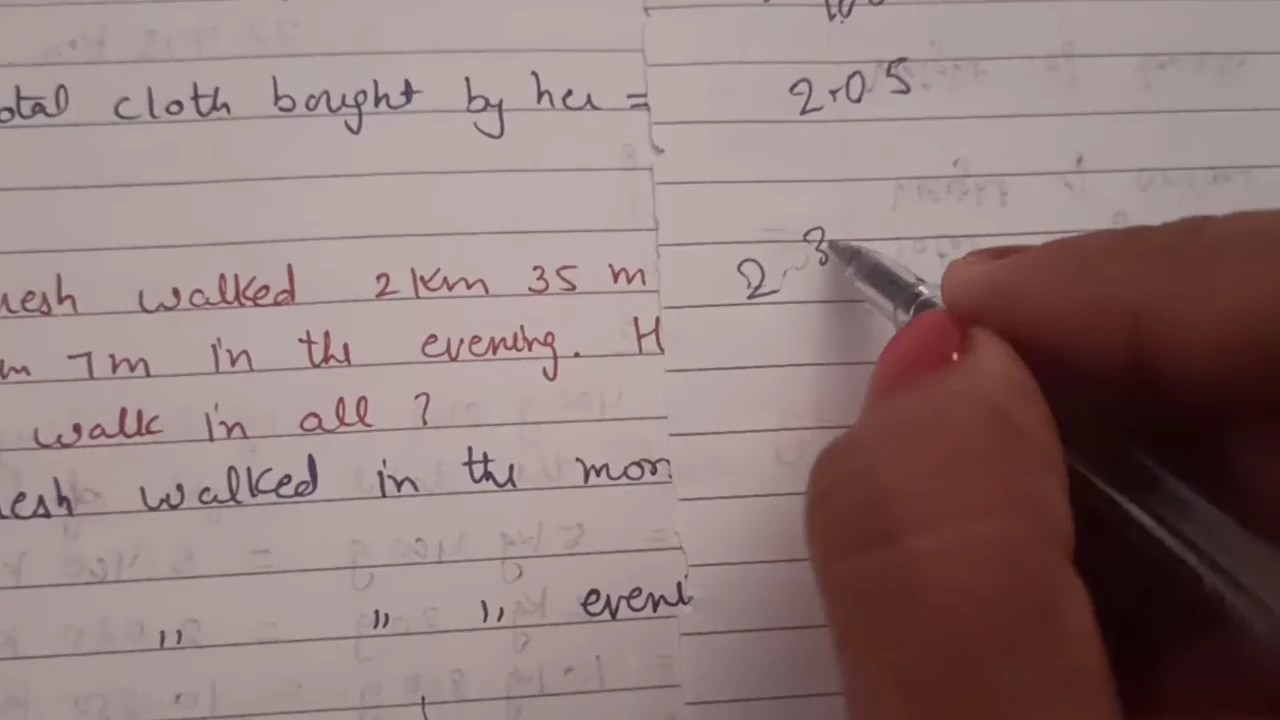 otal cloth bought by her =
2.05
esh walked 2 Km 35 m
2.3
m 7m in the evening. H
walk in all ?
esh walked in the mor
,, ,, ,, eveni